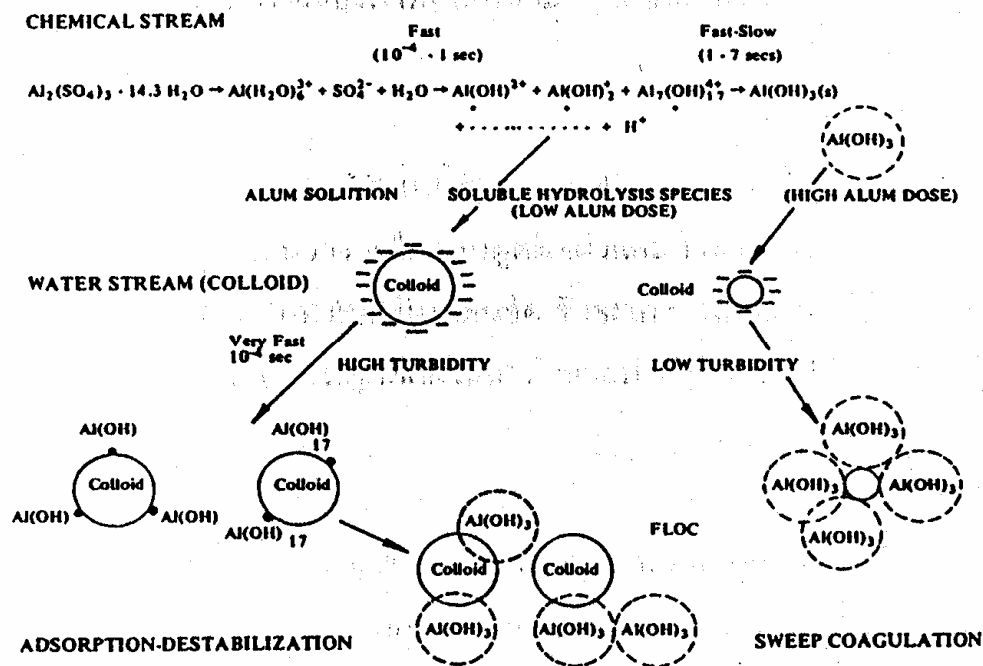 CHEMICAL STREAM
Fast
(10⁻⁴ - 1 sec)
Fast-Slow
(1 - 7 secs)
Al₂(SO₄)₃ · 14.3 H₂O → Al(H₂O)₆³⁺ + SO₄²⁻ + H₂O → Al(OH)²⁺ + Al(OH)₂⁺ + Al₇(OH)₁₇⁴⁺ → Al(OH)₃(s)
+ · · · · · ... · · · · · · · + H⁺
Al(OH)₃
ALUM SOLUTION
SOLUBLE HYDROLYSIS SPECIES
(LOW ALUM DOSE)
(HIGH ALUM DOSE)
WATER STREAM (COLLOID)
Colloid
Colloid
Very Fast
10⁻⁴ sec
HIGH TURBIDITY
LOW TURBIDITY
Al(OH)
Colloid
Al(OH)
Al(OH)
Al(OH)
17
Colloid
Al(OH)
17
Al(OH)₃
Colloid
Al(OH)₃
Colloid
Al(OH)₃
Al(OH)₃
FLOC
Al(OH)₃
Al(OH)₃
Al(OH)₃
Al(OH)₃
ADSORPTION-DESTABILIZATION
SWEEP COAGULATION